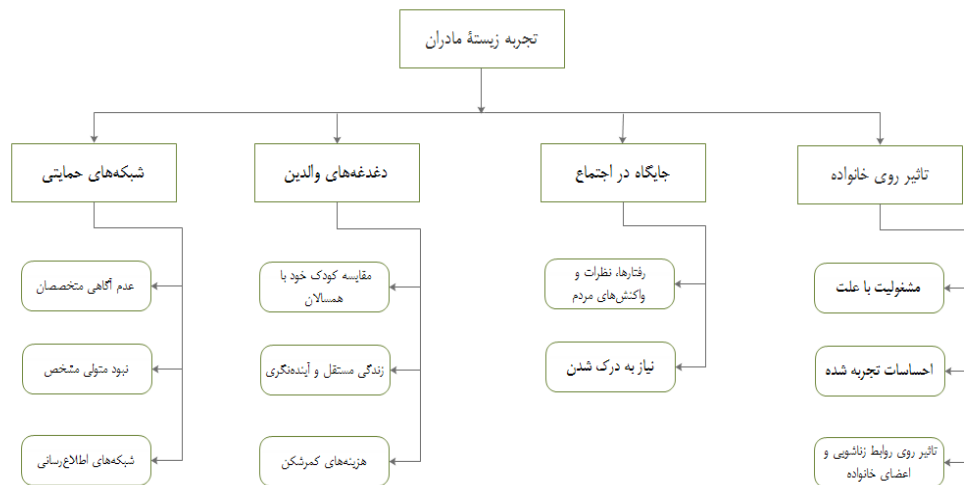 تجربه زیستهٔ مادران
تاثیر روی خانواده
جایگاه در اجتماع
دغدغه‌های والدین
شبکه‌های حمایتی
مشغولیت با علت
احساسات تجربه شده
تاثیر روی روابط زناشویی و
اعضای خانواده
رفتارها، نظرات و
واکنش‌های مردم
نیاز به درک شدن
مقایسه کودک خود با
همسالان
زندگی مستقل و آینده‌نگری
هزینه‌های کمرشکن
عدم آگاهی متخصصان
نبود متولی مشخص
شبکه‌های اطلاع‌رسانی